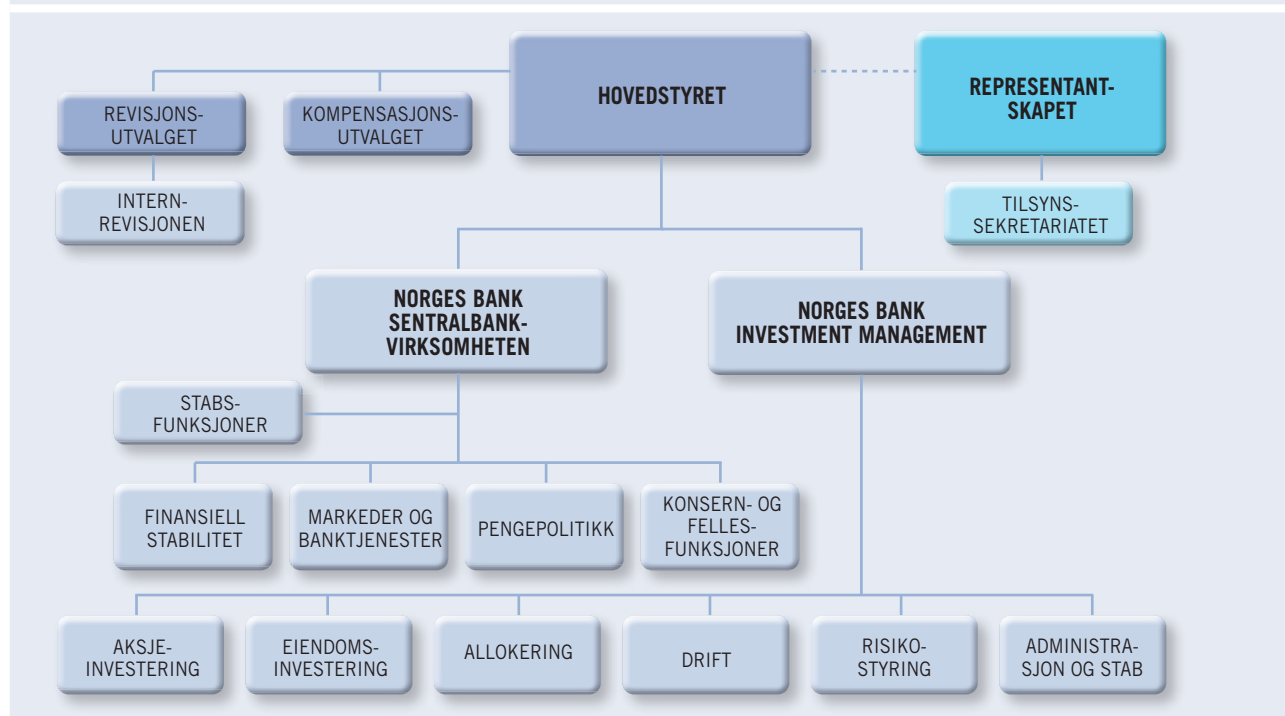 HOVEDSTYRET
REPRESENTANT-
SKAPET
REVISJONS-
UTVALGET
KOMPENSASJONS-
UTVALGET
INTERN-
REVISJONEN
TILSYNS-
SEKRETARIATET
NORGES BANK
SENTRALBANK-
VIRKSOMHETEN
NORGES BANK
INVESTMENT MANAGEMENT
STABS-
FUNKSJONER
FINANSIELL
STABILITET
MARKEDER OG
BANKTJENESTER
PENGEPOLITIKK
KONSERN- OG
FELLES-
FUNKSJONER
AKSJE-
INVESTERING
EIENDOMS-
INVESTERING
ALLOKERING
DRIFT
RISIKO-
STYRING
ADMINISTRA-
SJON OG STAB